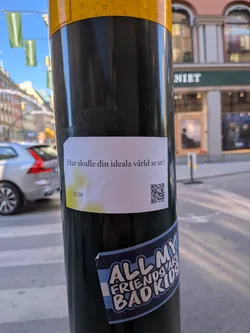 NIET
Hur skulle din ideala värld se ut?
ALL MY
FRIENDS ARE
BAD
KIDS